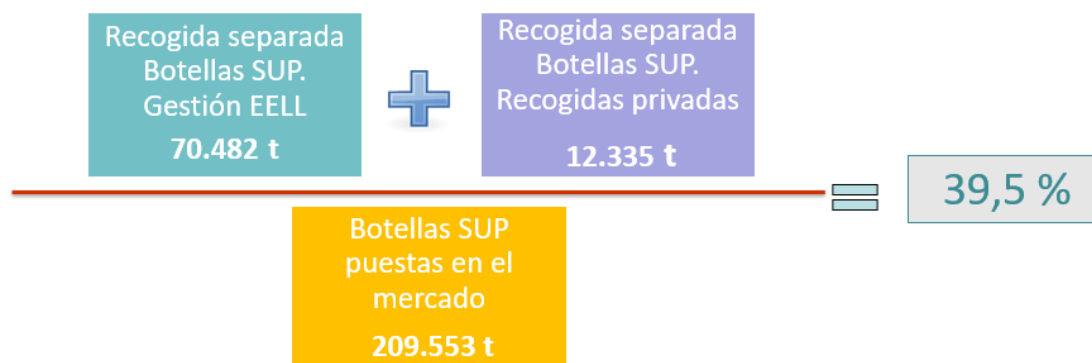 Recogida separada
Botellas SUP.
Gestión EELL
70.482 t
Recogida separada
Botellas SUP.
Recogidas privadas
12.335 t
39,5 %
Botellas SUP
puestas en el
mercado
209.553 t